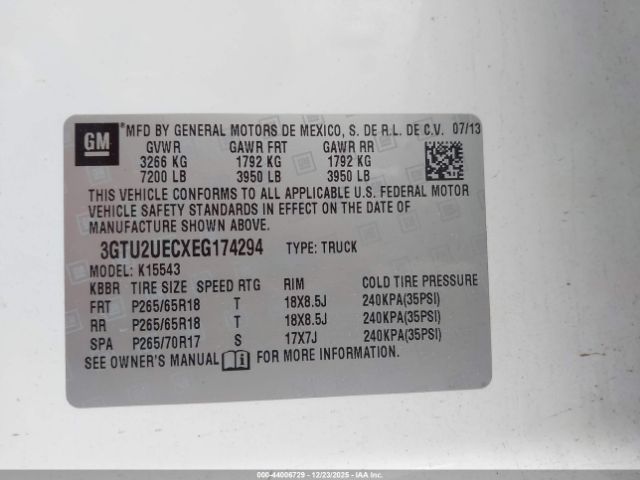 GM ®MFD BY GENERAL MOTORS DE MEXICO, S. DE R.L. DE C.V. 07/13
GVWR GAWR FRT GAWR RR
3266 KG 1792 KG 1792 KG
7200 LB 3950 LB 3950 LB
THIS VEHICLE CONFORMS TO ALL APPLICABLE U.S. FEDERAL MOTOR
VEHICLE SAFETY STANDARDS IN EFFECT ON THE DATE OF
MANUFACTURE SHOWN ABOVE.
3GTU2UECXEG174294 TYPE: TRUCK
MODEL: K15543
KBBR TIRE SIZE SPEED RTG RIM COLD TIRE PRESSURE
FRT P265/65R18 T 18X8.5J 240KPA(35PSI)
RR P265/65R18 T 18X8.5J 240KPA(35PSI)
SPA P265/70R17 S 17X7J 240KPA(35PSI)
SEE OWNER'S MANUAL FOR MORE INFORMATION.
000-44006729 - 12/23/2025 - IAA Inc.